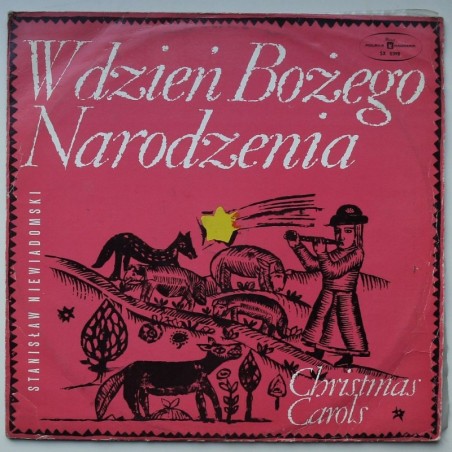 W dzień Bożego
Narodzenia
STANISŁAW NIEWIADOMSKI
Christmas
Carols